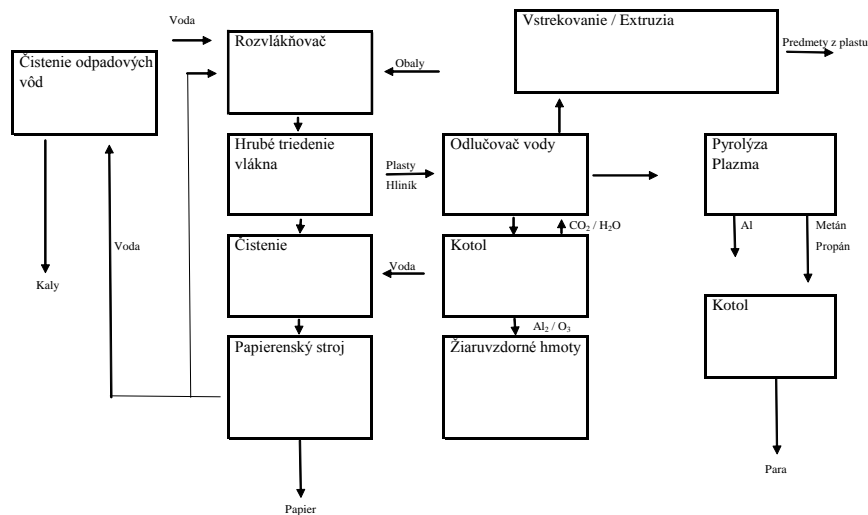 Voda
Rozvlákňovač
Vstrekovanie / Extruzia
Predmety z plastu
Čistenie odpadových
vôd
Obaly
Hrubé triedenie
vlákna
Plasty
Hliník
Odlučovač vody
Pyrolýza
Plazma
Al
Metán
Propán
CO₂ / H₂O
Voda
Čistenie
Voda
Kotol
Kaly
Kotol
Al₂ / O₃
Papierenský stroj
Žiaruvzdorné hmoty
Para
Papier